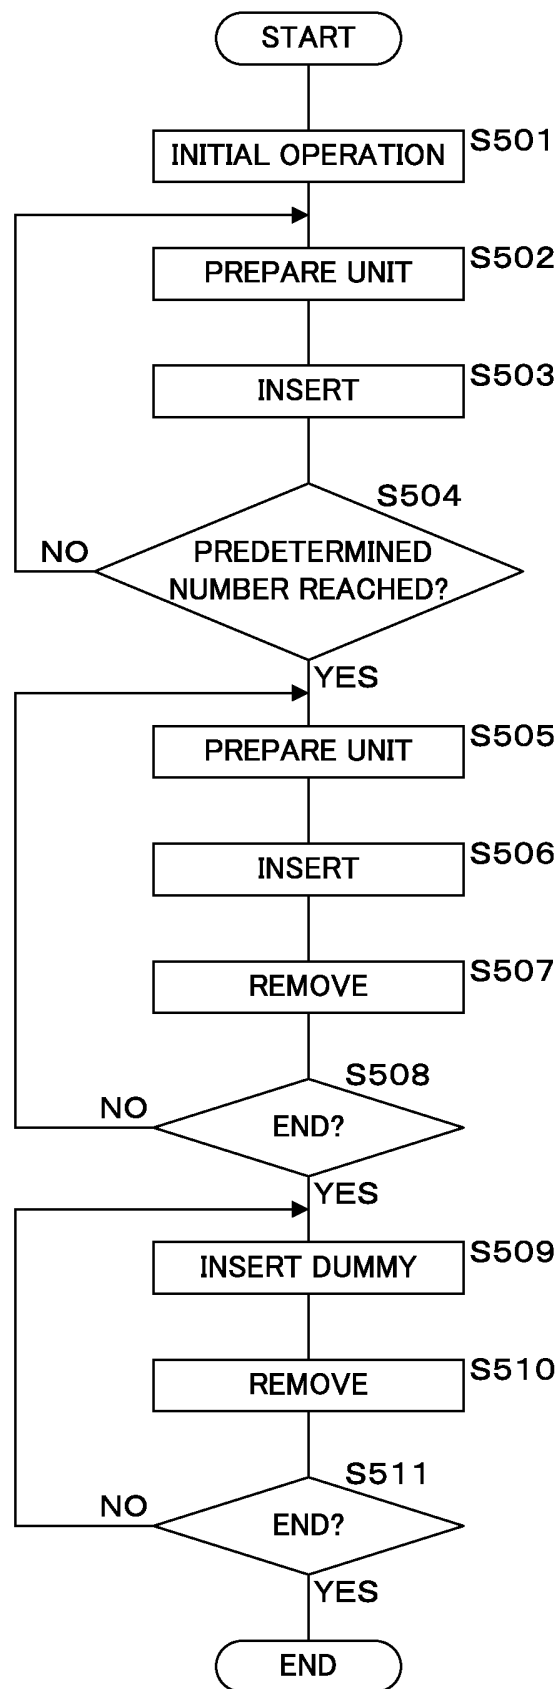 START
INITIAL OPERATION
S501
PREPARE UNIT
S502
INSERT
S503
S504
PREDETERMINED
NUMBER REACHED?
NO
YES
PREPARE UNIT
S505
INSERT
S506
REMOVE
S507
S508
END?
NO
YES
INSERT DUMMY
S509
REMOVE
S510
S511
END?
NO
YES
END